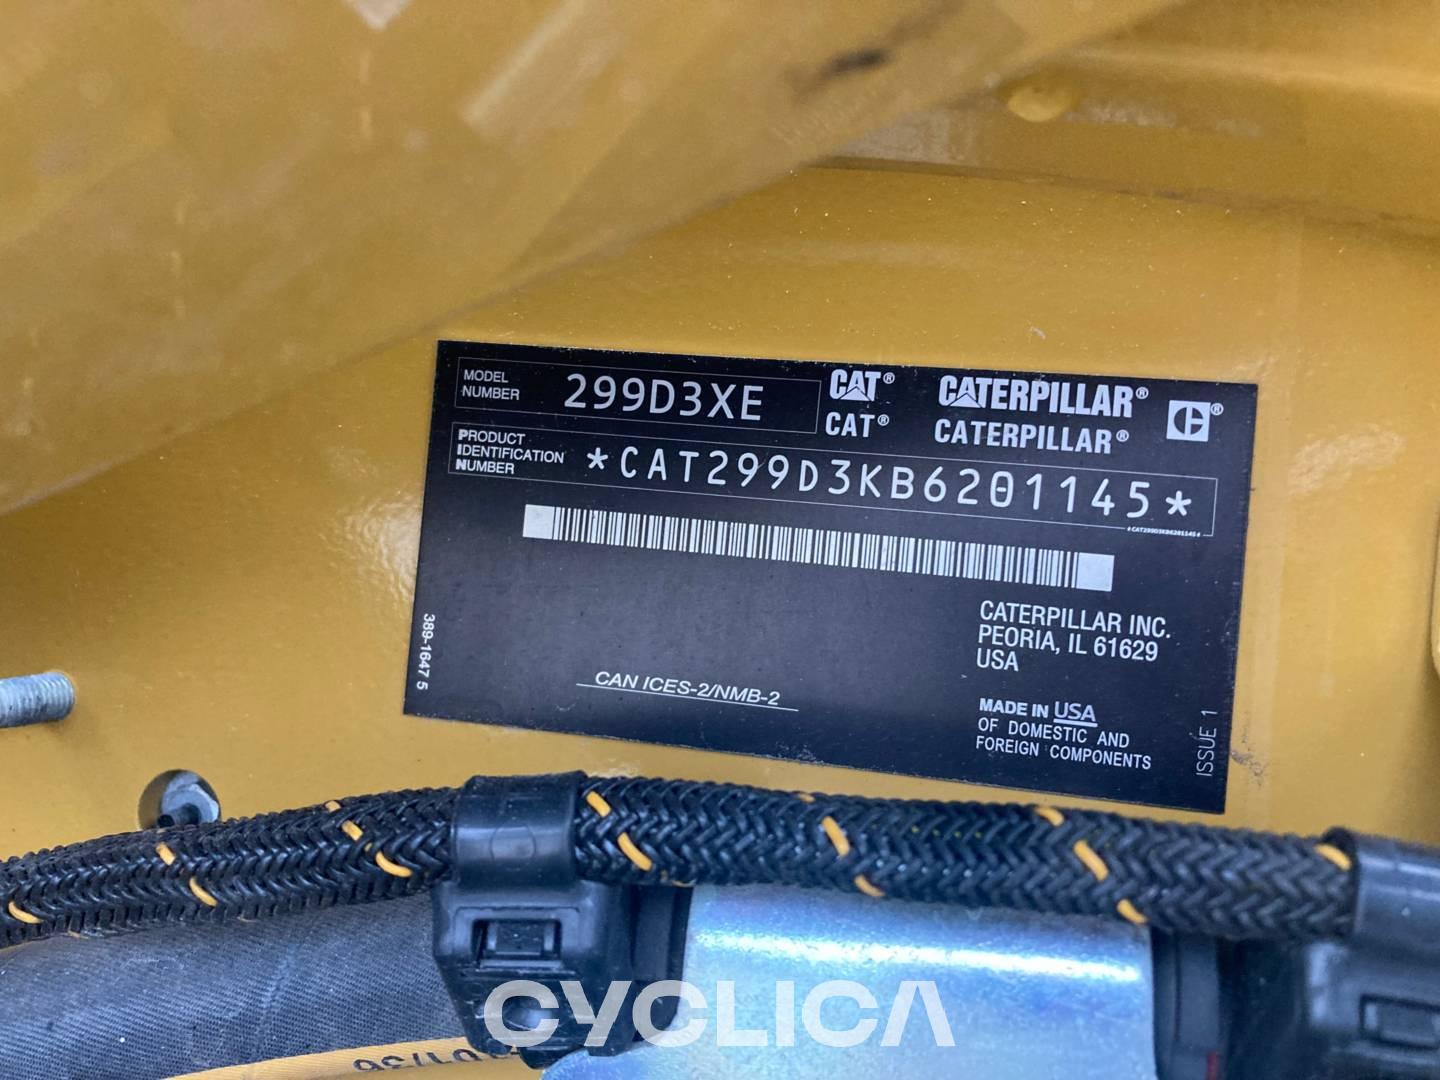 MODEL NUMBER 299D3XE
CAT® CATERPILLAR® ®
CAT® CATERPILLAR®
PRODUCT IDENTIFICATION NUMBER *CAT299D3KB6201145*
*CAT299D3KB6201145*
CATERPILLAR INC.
PEORIA, IL 61629
USA
389-1647 5
CAN ICES-2/NMB-2
MADE IN USA
OF DOMESTIC AND
FOREIGN COMPONENTS
ISSUE 1
CYCLICA